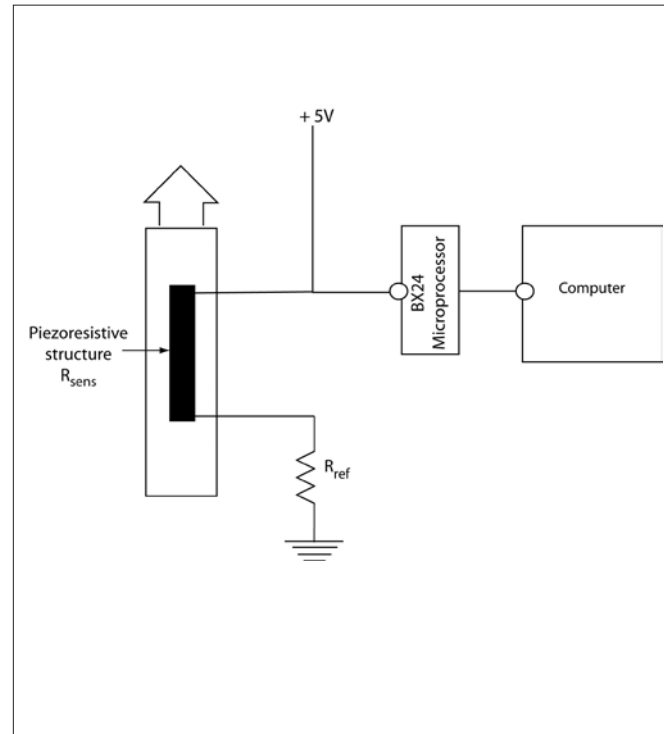 + 5V
BX24
Microprocessor
Computer
Piezoresistive
structure
Rsens
Rref